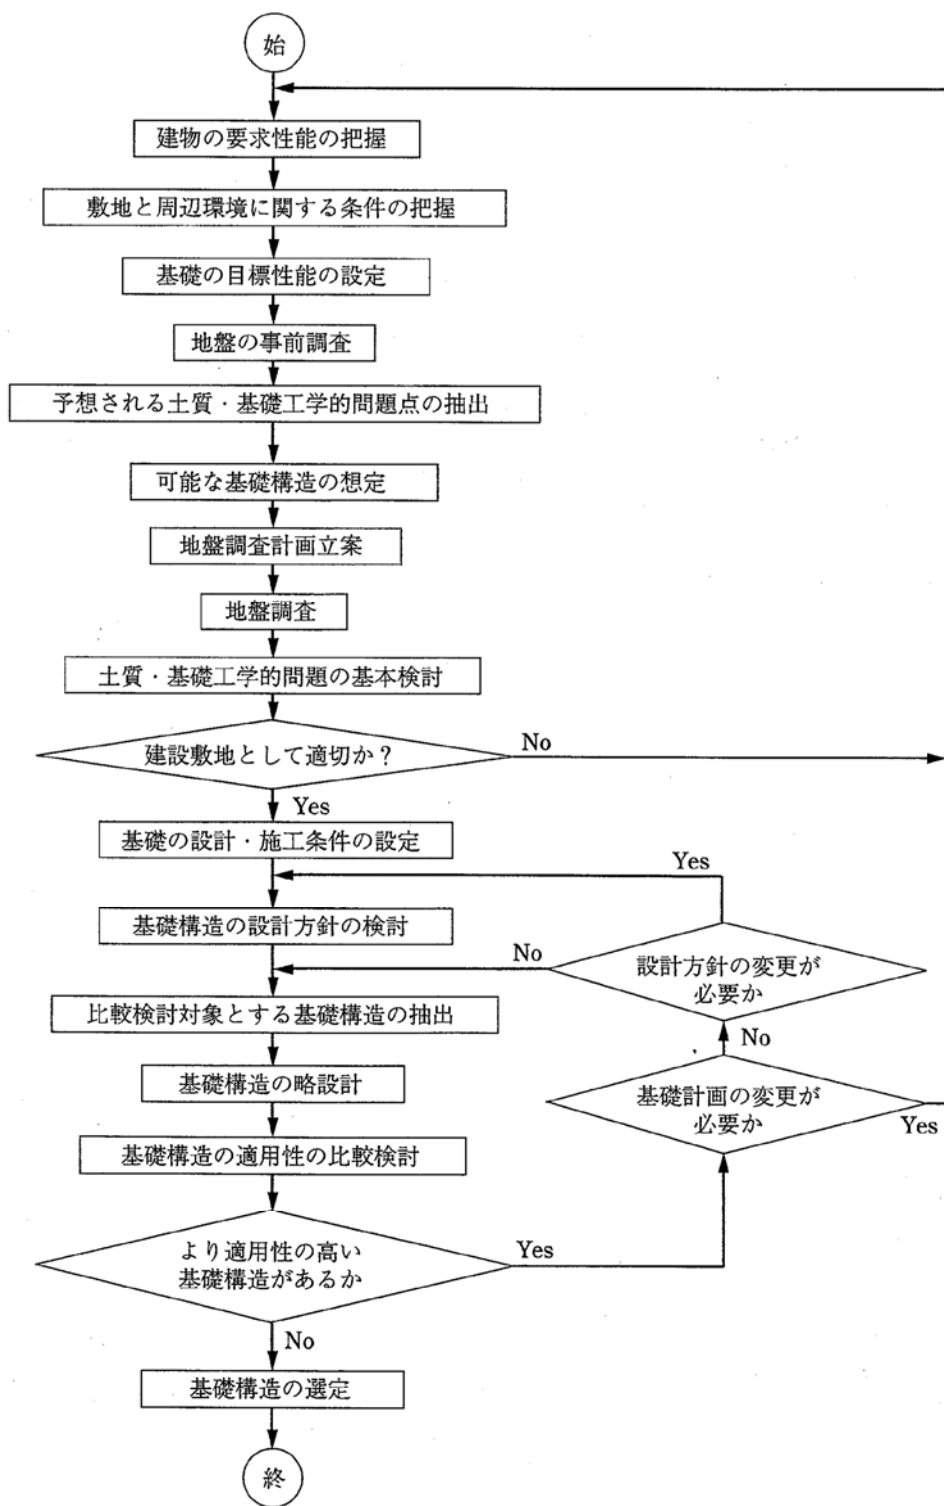 始
建物の要求性能の把握
敷地と周辺環境に関する条件の把握
基礎の目標性能の設定
地盤の事前調査
予想される土質・基礎工学的問題点の抽出
可能な基礎構造の想定
地盤調査計画立案
地盤調査
土質・基礎工学的問題の基本検討
建設敷地として適切か？
No
Yes
基礎の設計・施工条件の設定
Yes
基礎構造の設計方針の検討
No
設計方針の変更が
必要か
比較検討対象とする基礎構造の抽出
No
基礎構造の略設計
基礎計画の変更が
必要か
Yes
基礎構造の適用性の比較検討
より適用性の高い
基礎構造があるか
Yes
No
基礎構造の選定
終